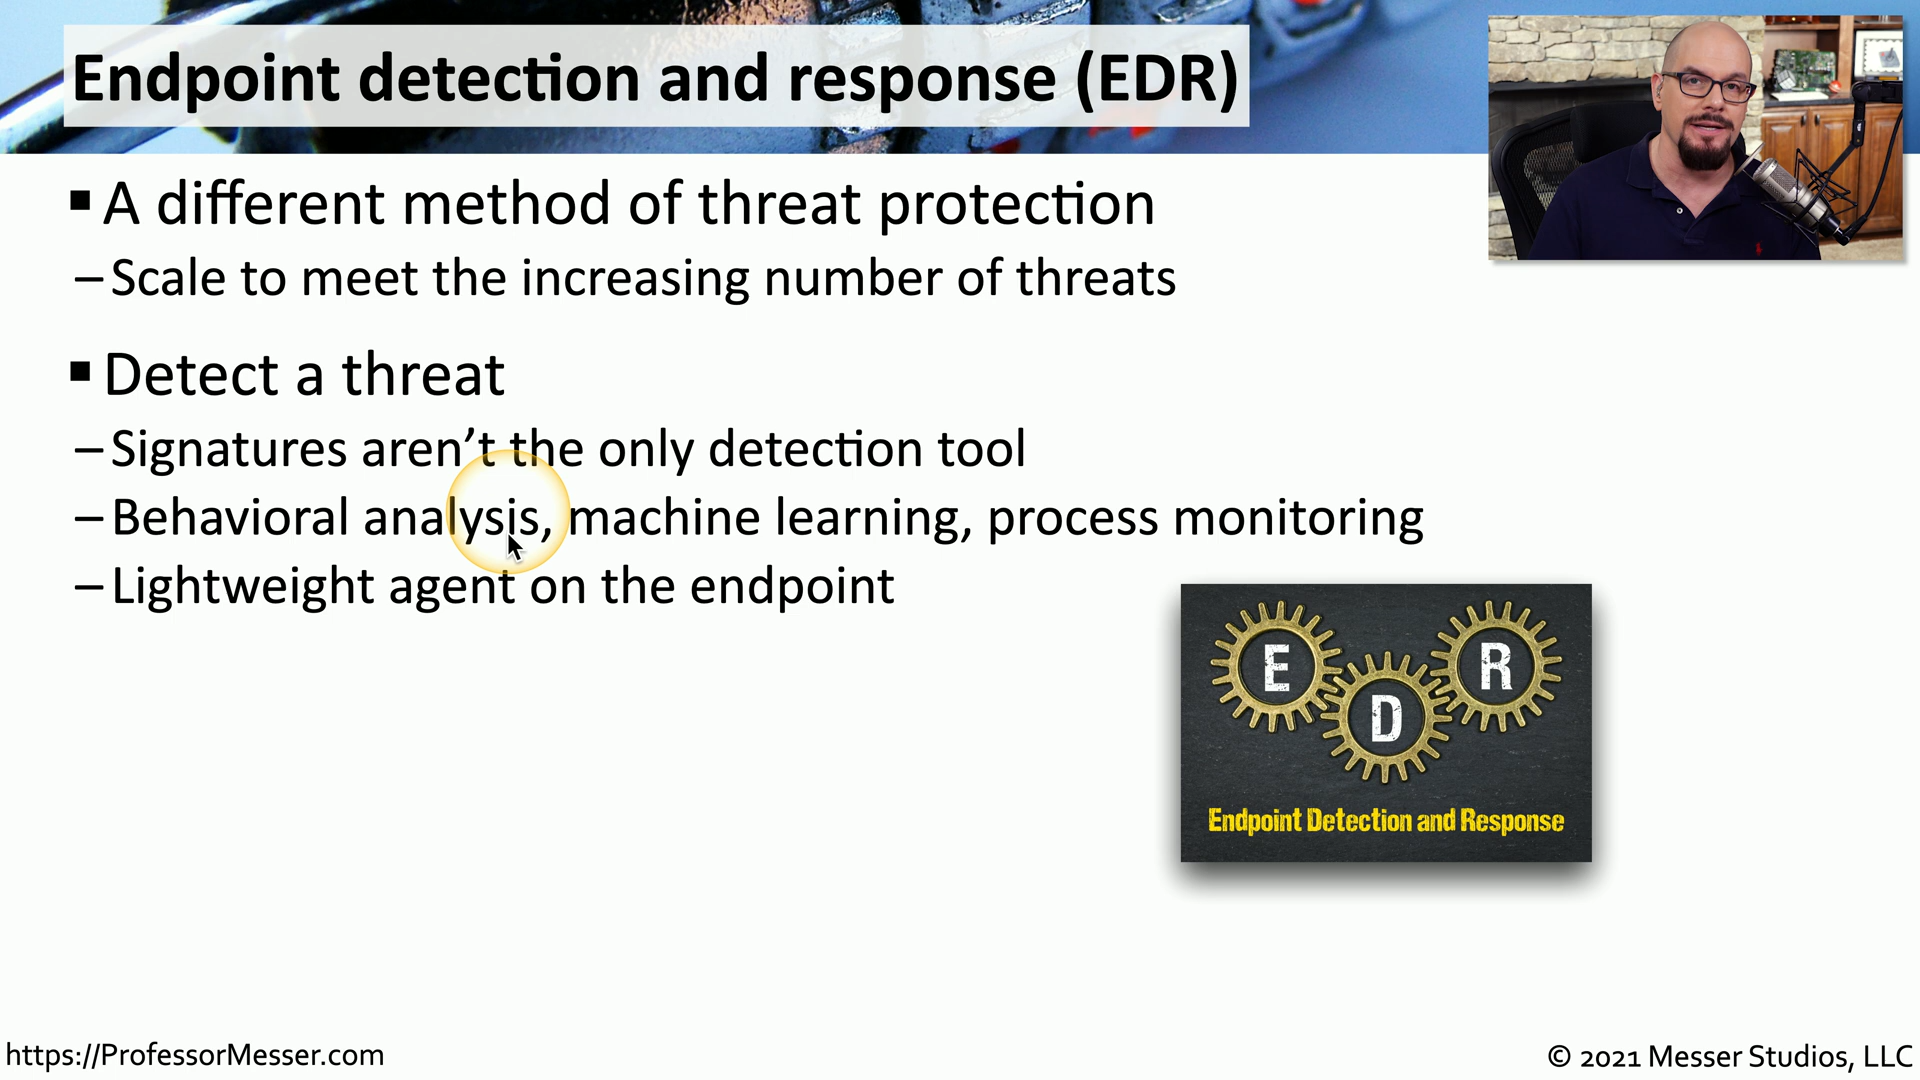 Endpoint detection and response (EDR)
▪ A different method of threat protection
– Scale to meet the increasing number of threats
▪ Detect a threat
– Signatures aren’t the only detection tool
– Behavioral analysis, machine learning, process monitoring
– Lightweight agent on the endpoint
E D R
Endpoint Detection and Response
https://ProfessorMesser.com
© 2021 Messer Studios, LLC